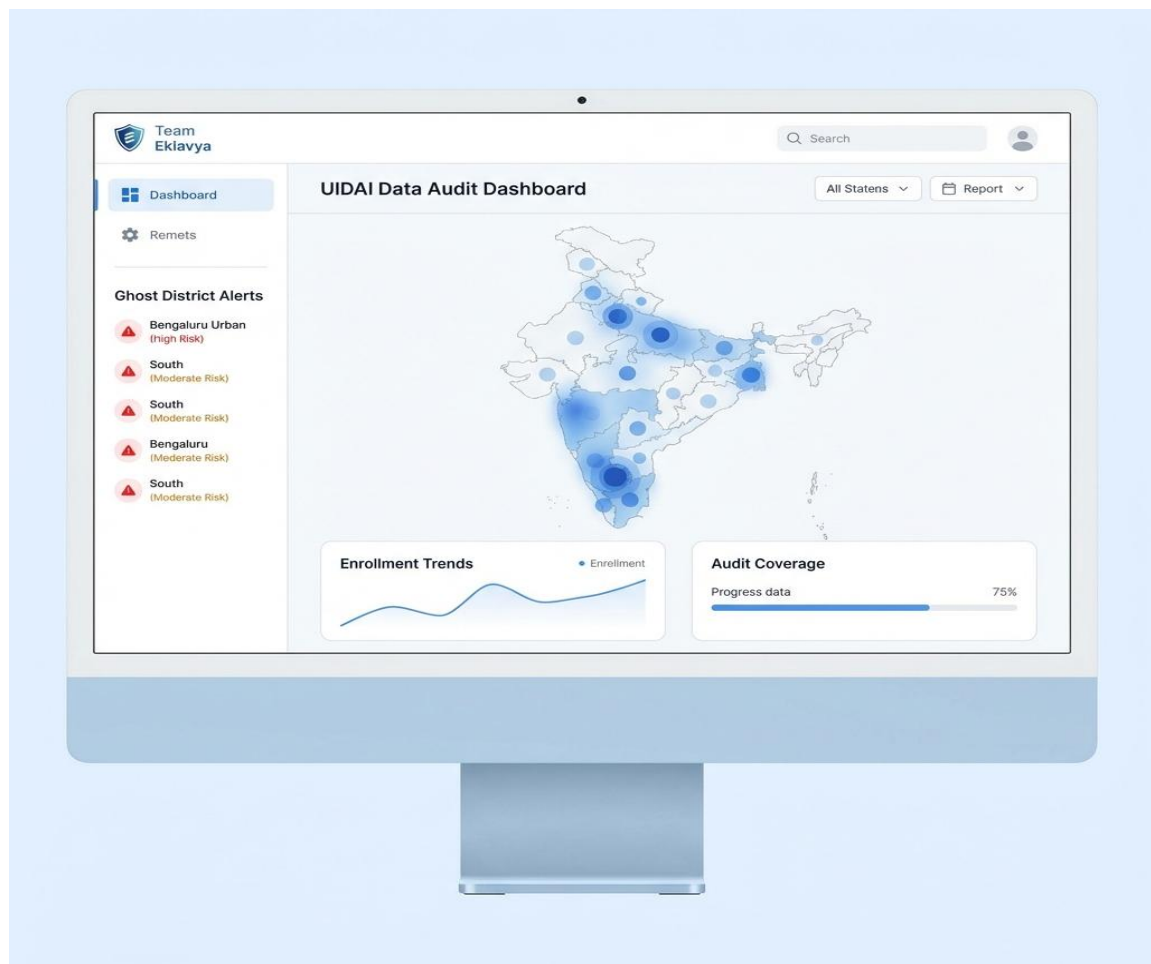 Team
Eklavya
Search
Dashboard
Remets
UIDAI Data Audit Dashboard
All Statens
Report
Ghost District Alerts
Bengaluru Urban
(High Risk)
South
(Moderate Risk)
South
(Moderate Risk)
Bengaluru
(Mederate Risk)
South
(Moderate Risk)
Enrollment Trends
Enrellment
Audit Coverage
Progress data
75%